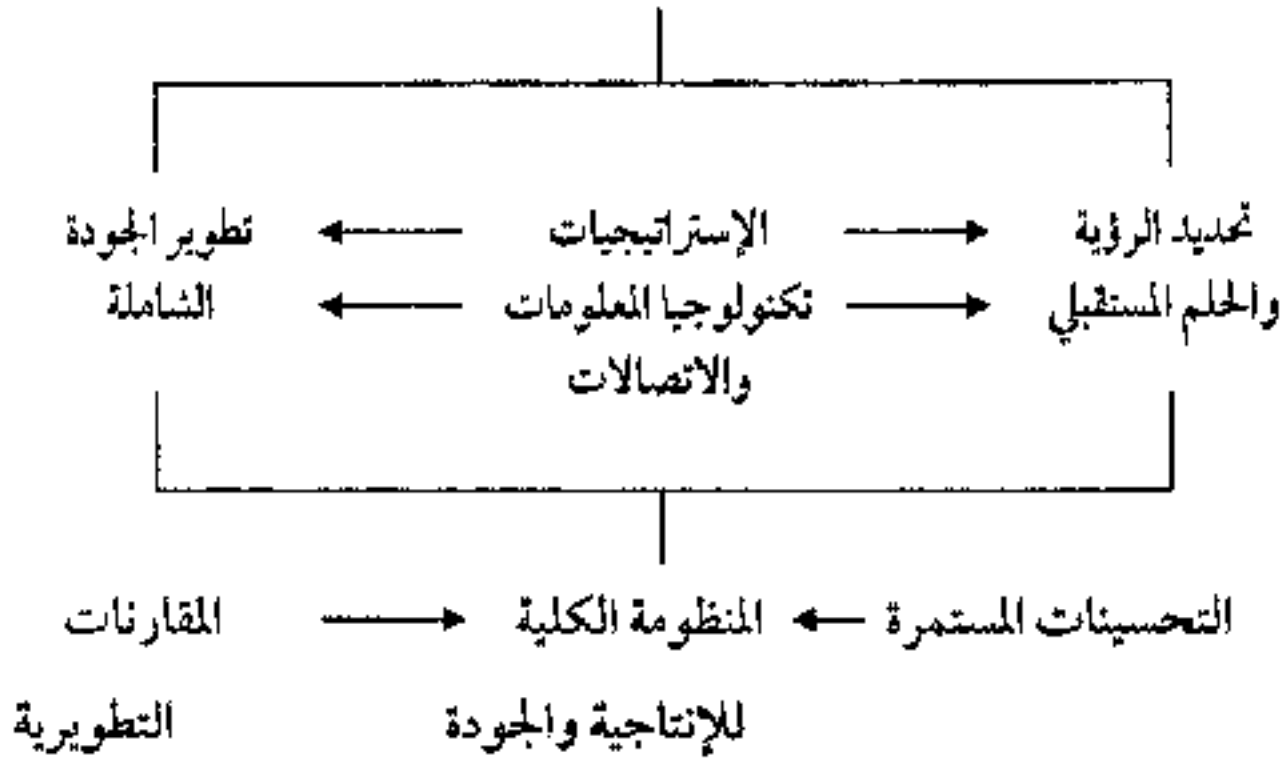 تحديد الرؤية الإستراتيجيات تطوير الجودة
والحلم المستقبلي تكنولوجيا المعلومات الشاملة
والاتصالات
التحسينات المستمرة المنظومة الكلية المقارنات
للإنتاجية والجودة التطويرية